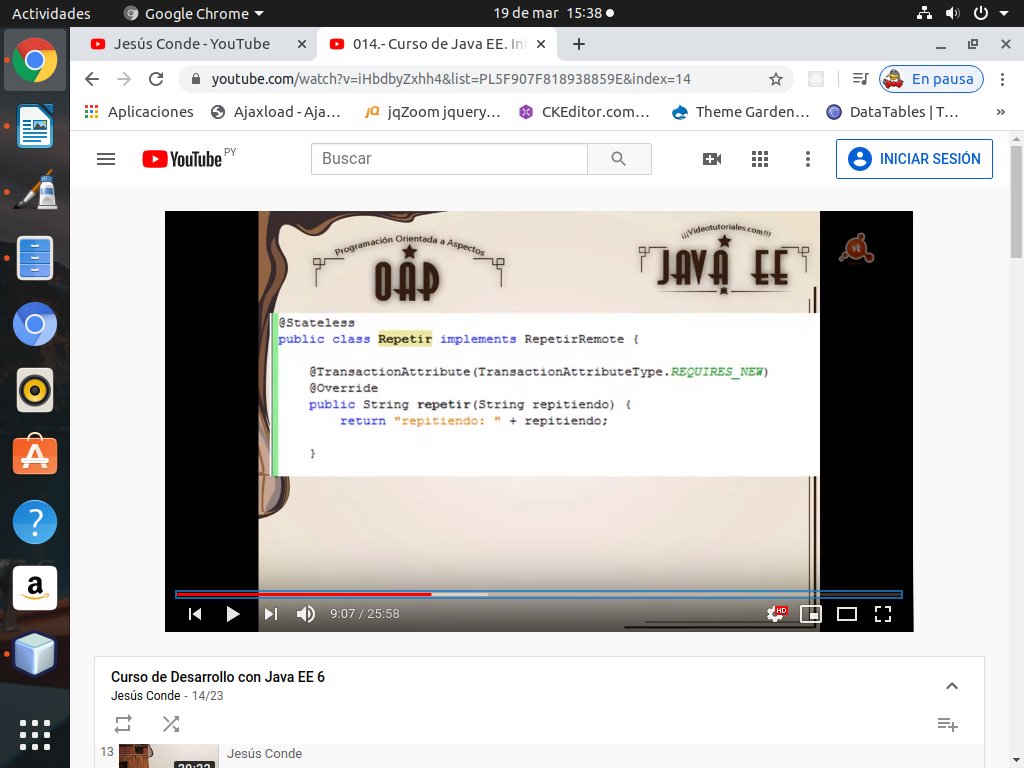 Actividades
Google Chrome
19 de mar 15:38
Jesús Conde - YouTube
014.- Curso de Java EE. Int
youtube.com/watch?v=iHbdbyZxhh4&list=PL5F907F818938859E&index=14
En pausa
Aplicaciones
Ajaxload - Aja…
jqZoom jquery…
CKEditor.com…
Theme Garden…
DataTables | T…
YouTube PY
Buscar
INICIAR SESIÓN
Programación Orientada a Aspectos
OAP
¡¡¡Videotutoriales.com!!!
JAVA EE
vt
@Stateless
public class Repetir implements RepetirRemote {
@TransactionAttribute(TransactionAttributeType.REQUIRES_NEW)
@Override
public String repetir(String repitiendo) {
return "repitiendo: " + repitiendo;
}
9:07 / 25:58
HD
Curso de Desarrollo con Java EE 6
Jesús Conde - 14/23
13
Jesús Conde